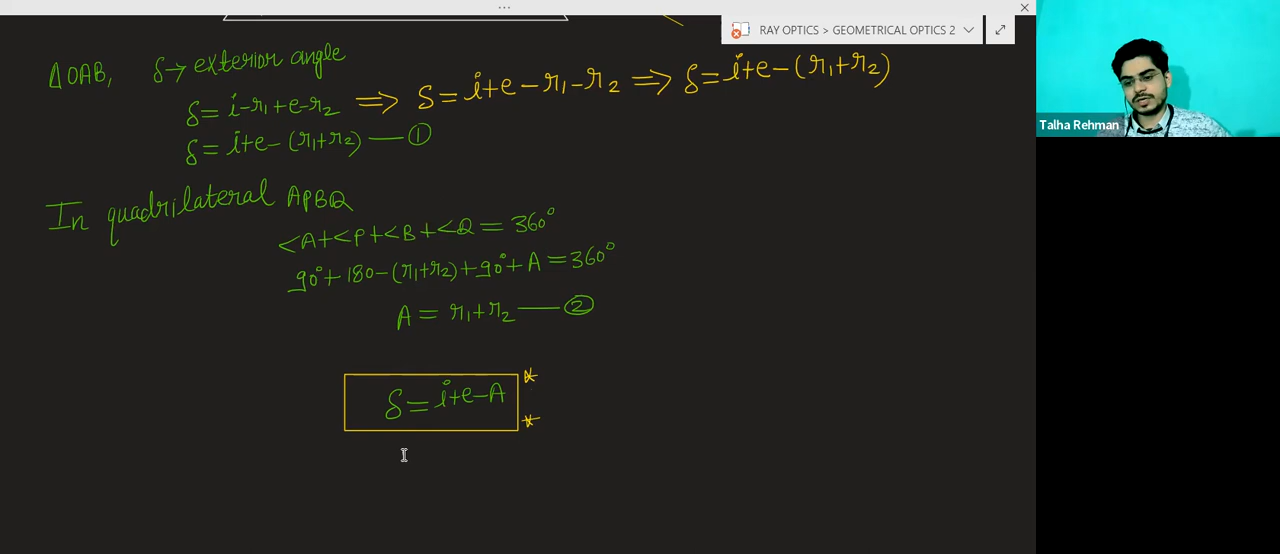 RAY OPTICS > GEOMETRICAL OPTICS 2
ΔOAB, δ→ exterior angle
δ = i-r₁+e-r₂ ⟹ δ = i+e-r₁-r₂ ⟹ δ = i+e-(r₁+r₂)
δ = i+e-(r₁+r₂) — ①
In quadrilateral APBQ
<A+<P+<B+<Q = 360°
90°+180-(r₁+r₂)+90°+A = 360°
A = r₁+r₂ — ②
δ = i+e-A
Talha Rehman